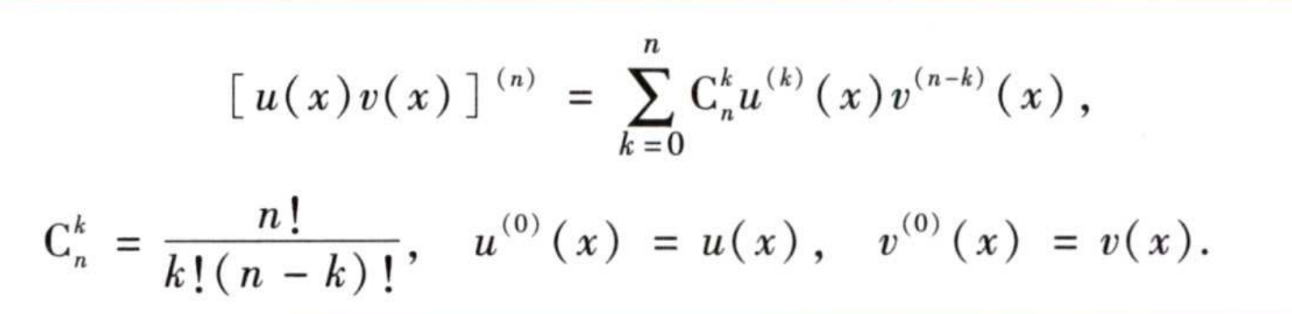 [u(x)v(x)]^{(n)} = \sum_{k=0}^{n} C_n^k u^{(k)}(x)v^{(n-k)}(x),
C_n^k = \frac{n!}{k!(n-k)!}, u^{(0)}(x) = u(x), v^{(0)}(x) = v(x).